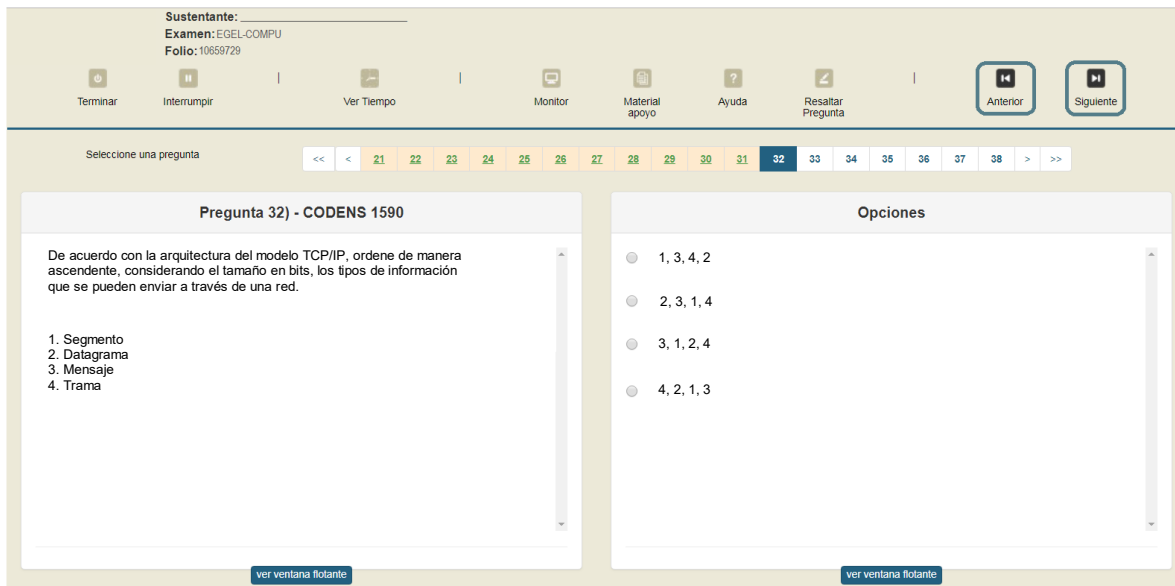 Sustentante: ____________________________
Examen: EGEL-COMPU
Folio: 10659729
Terminar
Interrumpir
|
Ver Tiempo
|
Monitor
Material apoyo
?
Ayuda
Resaltar Pregunta
|
Anterior
Siguiente
Seleccione una pregunta
<< < 21 22 23 24 25 26 27 28 29 30 31 32 33 34 35 36 37 38 > >>
Pregunta 32) - CODENS 1590
De acuerdo con la arquitectura del modelo TCP/IP, ordene de manera
ascendente, considerando el tamaño en bits, los tipos de información
que se pueden enviar a través de una red.
1. Segmento
2. Datagrama
3. Mensaje
4. Trama
ver ventana flotante
Opciones
1, 3, 4, 2
2, 3, 1, 4
3, 1, 2, 4
4, 2, 1, 3
ver ventana flotante